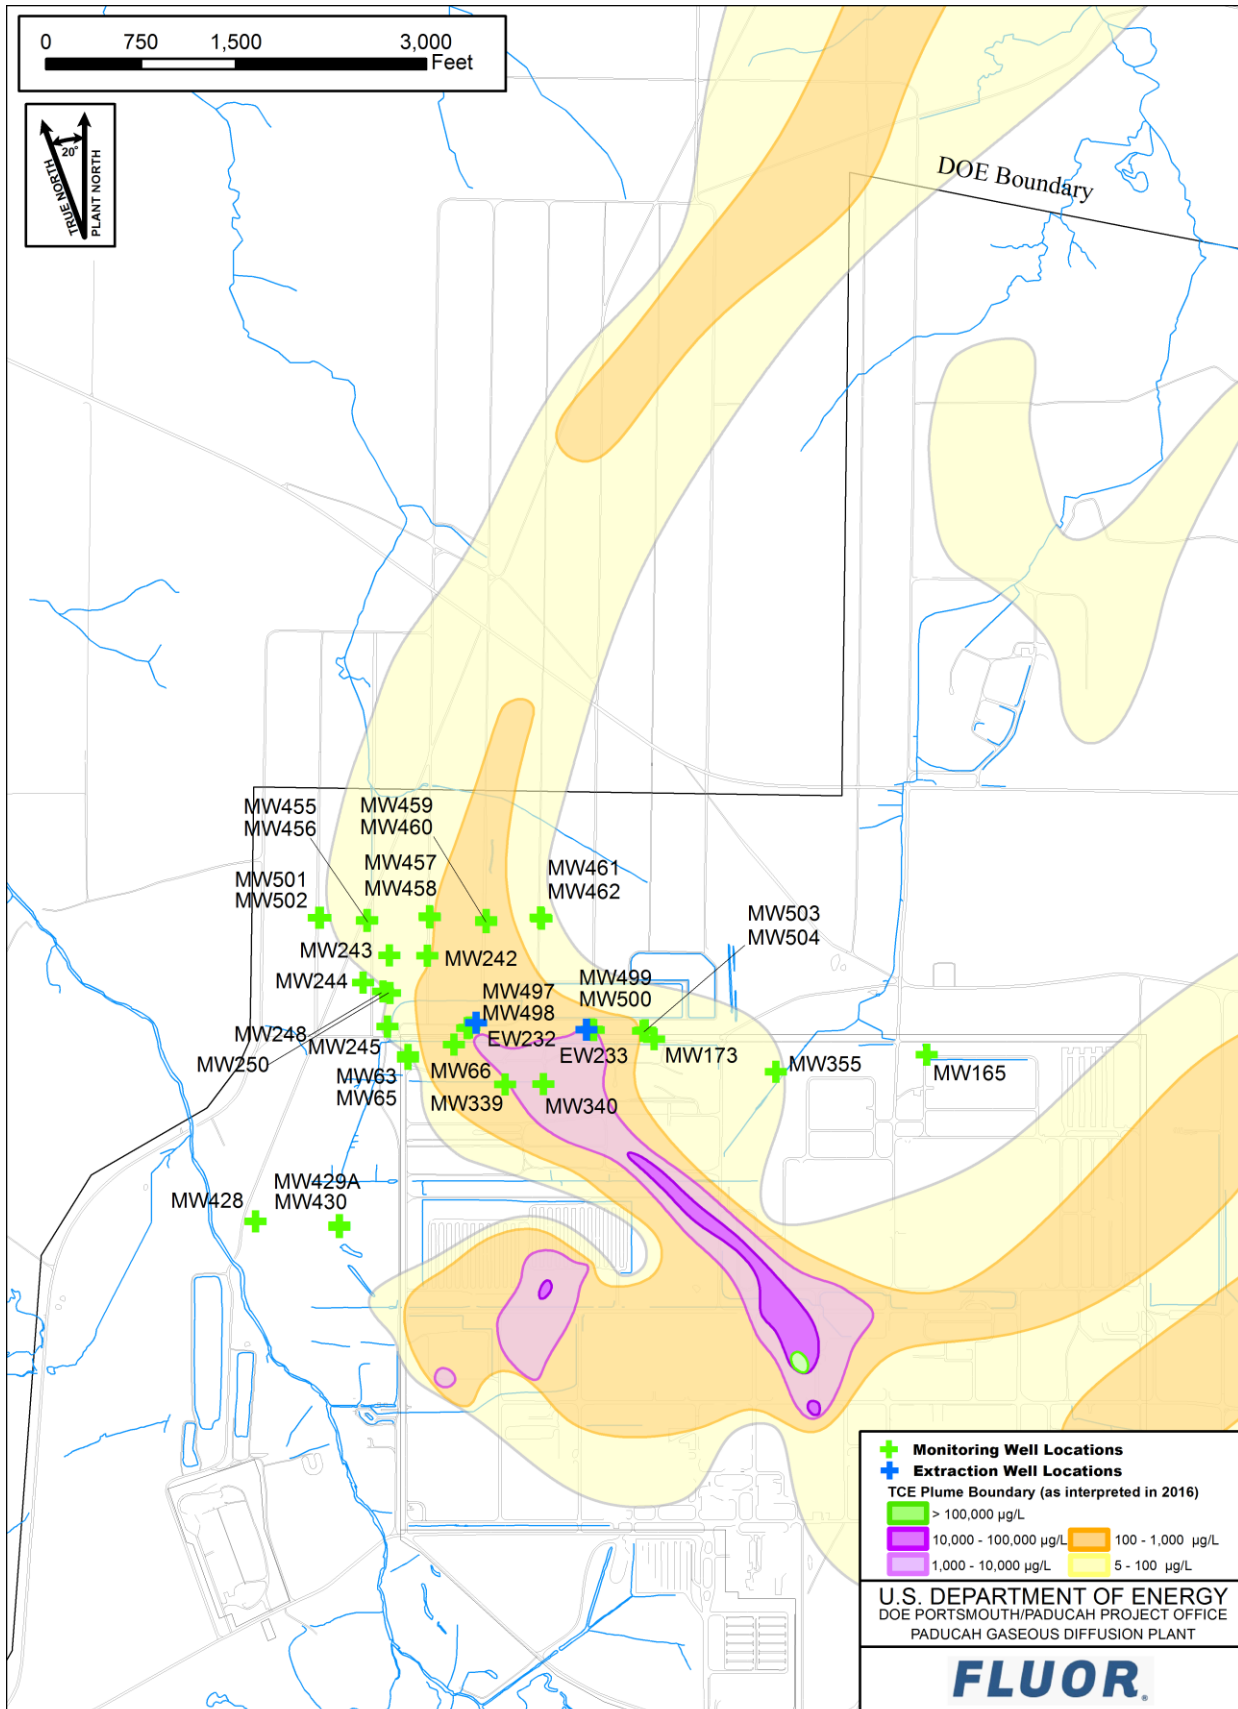 0 750 1,500 3,000
Feet
20°
TRUE NORTH
PLANT NORTH
DOE Boundary
MW455
MW456
MW459
MW460
MW457
MW458
MW461
MW462
MW501
MW502
MW503
MW504
MW243
MW242
MW244
MW499
MW500
MW497
MW498
MW248
MW245
EW232
EW233
MW250
MW173
MW63
MW65
MW66
MW355
MW165
MW339
MW340
MW429A
MW430
MW428
Monitoring Well Locations
Extraction Well Locations
TCE Plume Boundary (as interpreted in 2016)
> 100,000 µg/L
10,000 - 100,000 µg/L
100 - 1,000 µg/L
1,000 - 10,000 µg/L
5 - 100 µg/L
U.S. DEPARTMENT OF ENERGY
DOE PORTSMOUTH/PADUCAH PROJECT OFFICE
PADUCAH GASEOUS DIFFUSION PLANT
FLUOR®